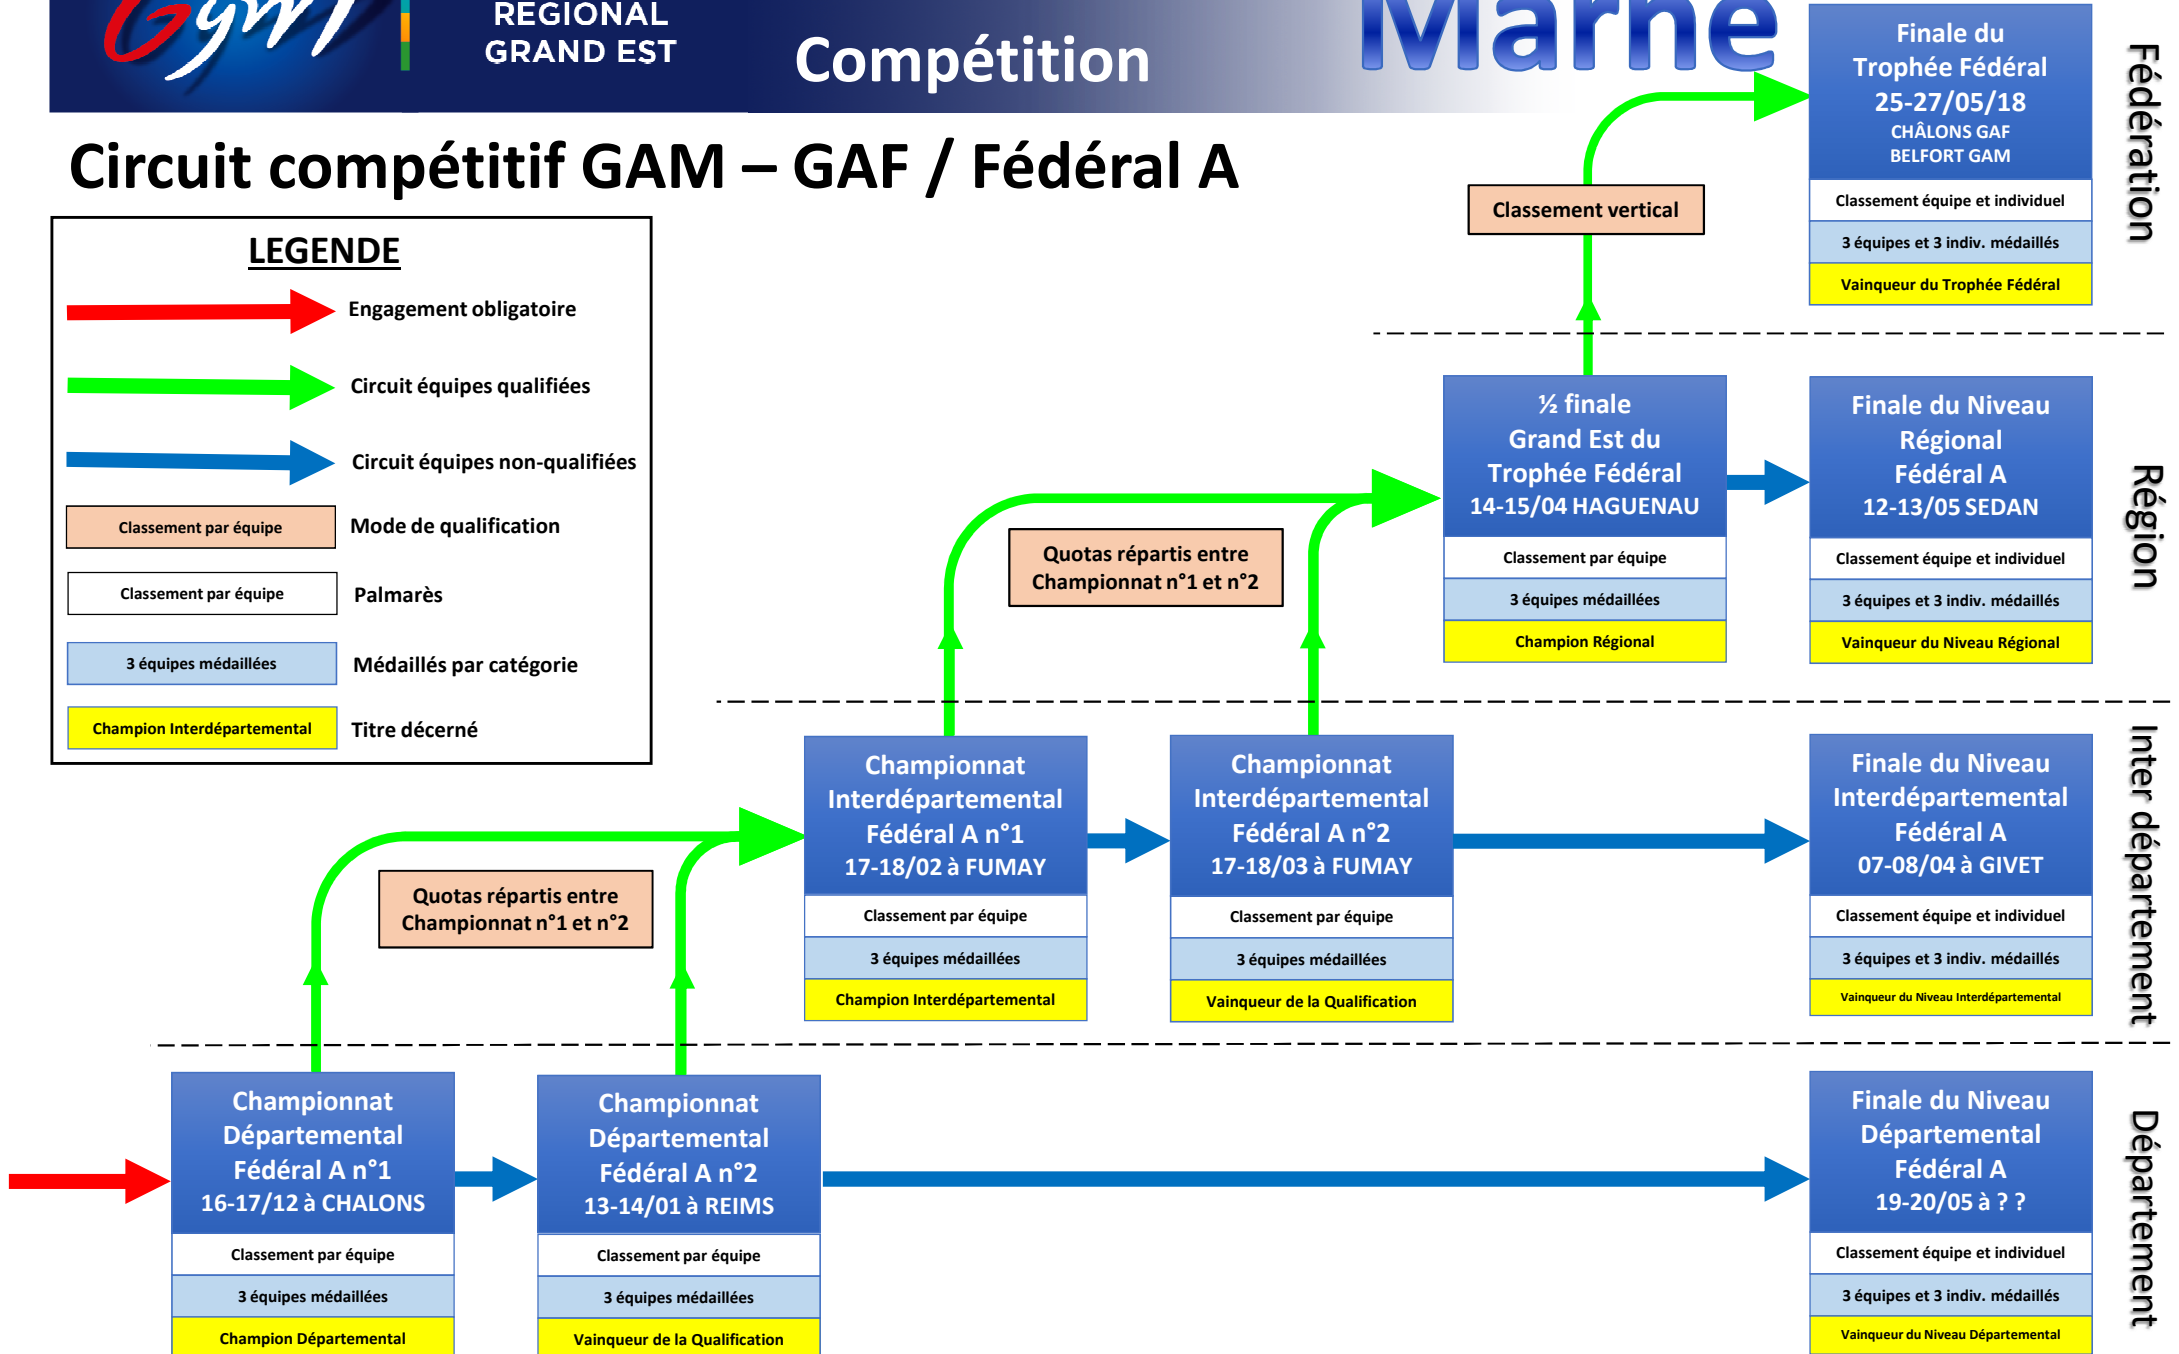 Gym
REGIONAL
GRAND EST
Compétition
Marne
Circuit compétitif GAM – GAF / Fédéral A
LEGENDE
Engagement obligatoire
Circuit équipes qualifiées
Circuit équipes non-qualifiées
Classement par équipe
Mode de qualification
Classement par équipe
Palmarès
3 équipes médaillées
Médaillés par catégorie
Champion Interdépartemental
Titre décerné
Classement vertical
Finale du
Trophée Fédéral
25-27/05/18
CHÂLONS GAF
BELFORT GAM
Classement équipe et individuel
3 équipes et 3 indiv. médaillés
Vainqueur du Trophée Fédéral
Fédération
Quotas répartis entre
Championnat n°1 et n°2
½ finale
Grand Est du
Trophée Fédéral
14-15/04 HAGUENAU
Classement par équipe
3 équipes médaillées
Champion Régional
Finale du Niveau
Régional
Fédéral A
12-13/05 SEDAN
Classement équipe et individuel
3 équipes et 3 indiv. médaillés
Vainqueur du Niveau Régional
Région
Quotas répartis entre
Championnat n°1 et n°2
Championnat
Interdépartemental
Fédéral A n°1
17-18/02 à FUMAY
Classement par équipe
3 équipes médaillées
Champion Interdépartemental
Championnat
Interdépartemental
Fédéral A n°2
17-18/03 à FUMAY
Classement par équipe
3 équipes médaillées
Vainqueur de la Qualification
Finale du Niveau
Interdépartemental
Fédéral A
07-08/04 à GIVET
Classement équipe et individuel
3 équipes et 3 indiv. médaillés
Vainqueur du Niveau Interdépartemental
Inter département
Championnat
Départemental
Fédéral A n°1
16-17/12 à CHALONS
Classement par équipe
3 équipes médaillées
Champion Départemental
Championnat
Départemental
Fédéral A n°2
13-14/01 à REIMS
Classement par équipe
3 équipes médaillées
Vainqueur de la Qualification
Finale du Niveau
Départemental
Fédéral A
19-20/05 à ? ?
Classement équipe et individuel
3 équipes et 3 indiv. médaillés
Vainqueur du Niveau Départemental
Département